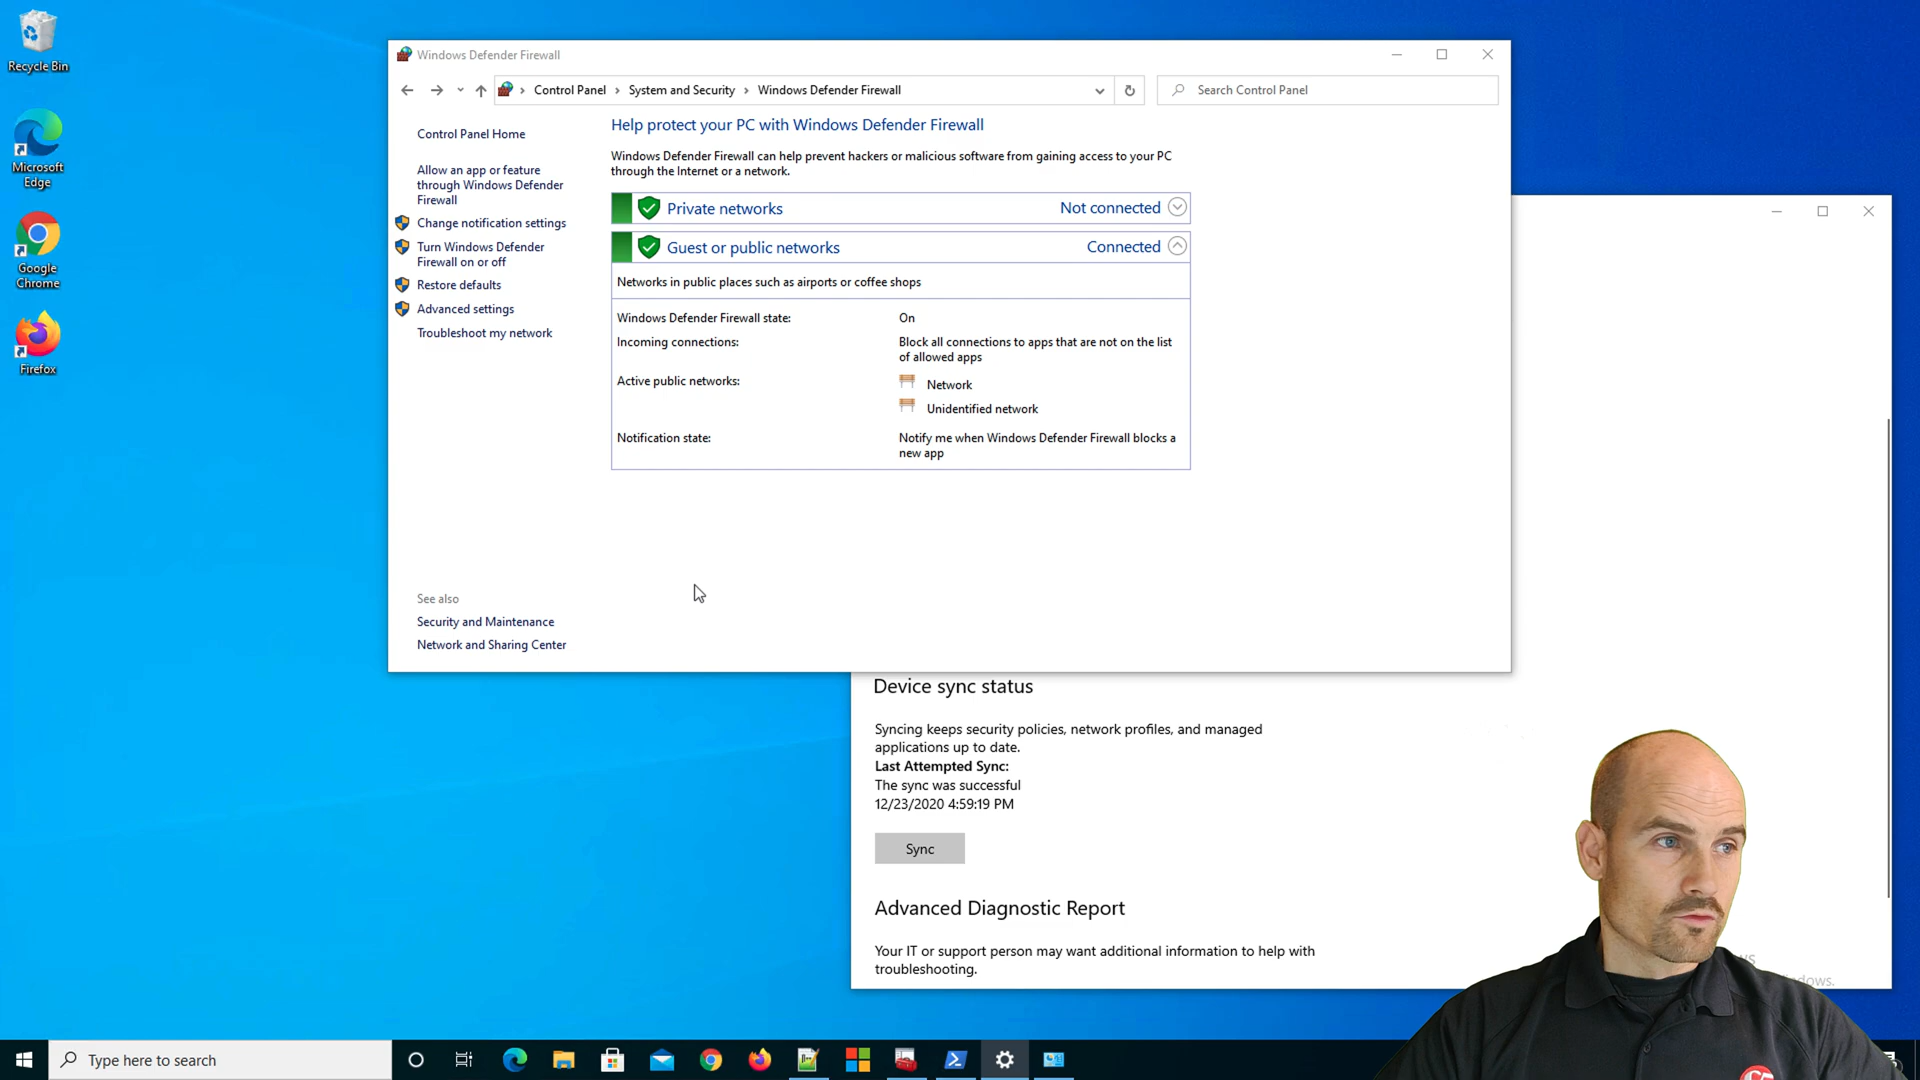 Recycle Bin
Microsoft
Edge
Google
Chrome
Firefox
Windows Defender Firewall
Control Panel
System and Security
Windows Defender Firewall
Search Control Panel
Control Panel Home
Allow an app or feature
through Windows Defender
Firewall
Change notification settings
Turn Windows Defender
Firewall on or off
Restore defaults
Advanced settings
Troubleshoot my network
See also
Security and Maintenance
Network and Sharing Center
Help protect your PC with Windows Defender Firewall
Windows Defender Firewall can help prevent hackers or malicious software from gaining access to your PC
through the Internet or a network.
Private networks Not connected
Guest or public networks Connected
Networks in public places such as airports or coffee shops
Windows Defender Firewall state: On
Incoming connections: Block all connections to apps that are not on the list
of allowed apps
Active public networks: Network
Unidentified network
Notification state: Notify me when Windows Defender Firewall blocks a
new app
Device sync status
Syncing keeps security policies, network profiles, and managed
applications up to date.
Last Attempted Sync:
The sync was successful
12/23/2020 4:59:19 PM
Sync
Advanced Diagnostic Report
Your IT or support person may want additional information to help with
troubleshooting.
Type here to search